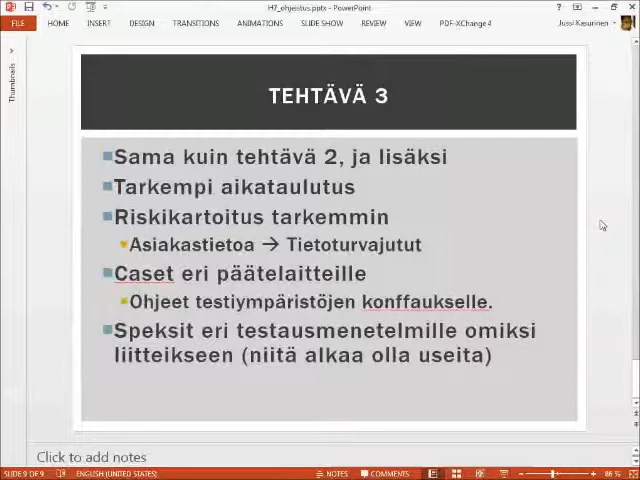 H7_ohjeistus.pptx - PowerPoint
FILE HOME INSERT DESIGN TRANSITIONS ANIMATIONS SLIDE SHOW REVIEW VIEW PDF-XChange 4 Jussi Kasurinen
Thumbnails
TEHTÄVÄ 3
Sama kuin tehtävä 2, ja lisäksi
Tarkempi aikataulutus
Riskikartoitus tarkemmin
Asiakastietoa → Tietoturvajutut
Caset eri päätelaitteille
Ohjeet testiympäristöjen konffaukselle.
Speksit eri testausmenetelmille omiksi
liitteikseen (niitä alkaa olla useita)
Click to add notes
SLIDE 9 OF 9 ENGLISH (UNITED STATES) NOTES COMMENTS 86 %